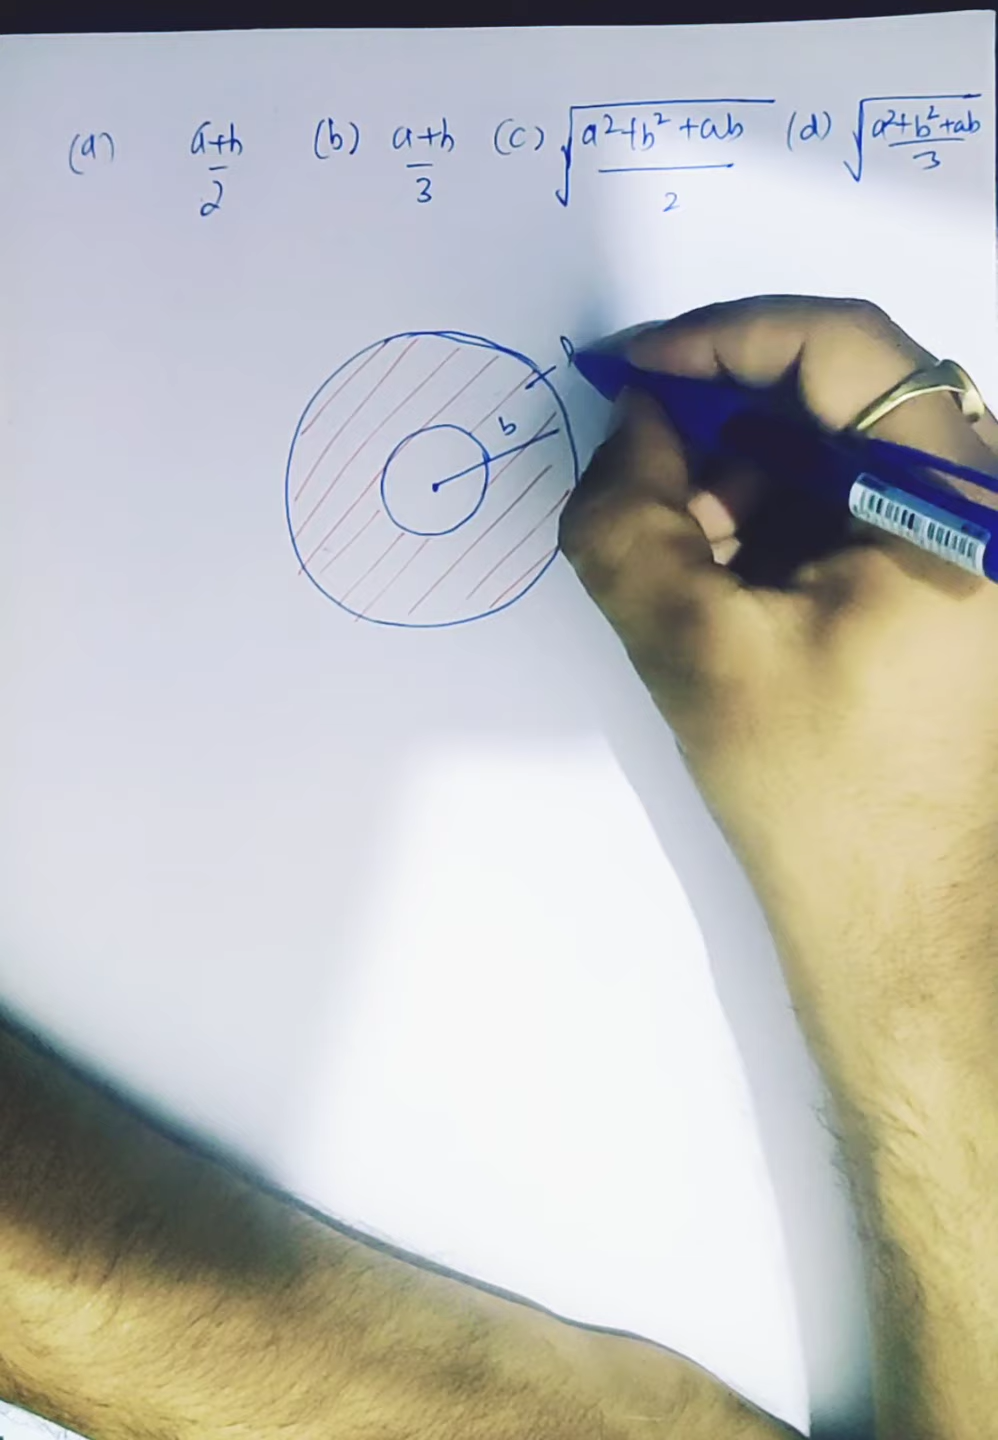 (a) a+b/2 (b) a+b/3 (c) √(a²+b²+ab/2) (d) √(a²+b²+ab/3)
b